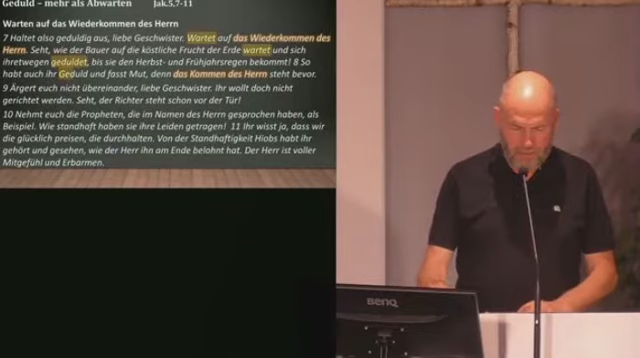 Geduld – mehr als Abwarten Jak.5,7-11
Warten auf das Wiederkommen des Herrn
7 Haltet also geduldig aus, liebe Geschwister. Wartet auf das Wiederkommen des
Herrn. Seht, wie der Bauer auf die köstliche Frucht der Erde wartet und sich
ihretwegen geduldet, bis sie den Herbst- und Frühjahrsregen bekommt! 8 So
habt auch ihr Geduld und fasst Mut, denn das Kommen des Herrn steht bevor.
9 Ärgert euch nicht übereinander, liebe Geschwister. Ihr wollt doch nicht
gerichtet werden. Seht, der Richter steht schon vor der Tür!
10 Nehmt euch die Propheten, die im Namen des Herrn gesprochen haben, als
Beispiel. Wie standhaft haben sie ihre Leiden getragen! 11 Ihr wisst ja, dass wir
die glücklich preisen, die durchhalten. Von der Standhaftigkeit Hiobs habt ihr
gehört und gesehen, wie der Herr ihn am Ende belohnt hat. Der Herr ist voller
Mitgefühl und Erbarmen.
BenQ